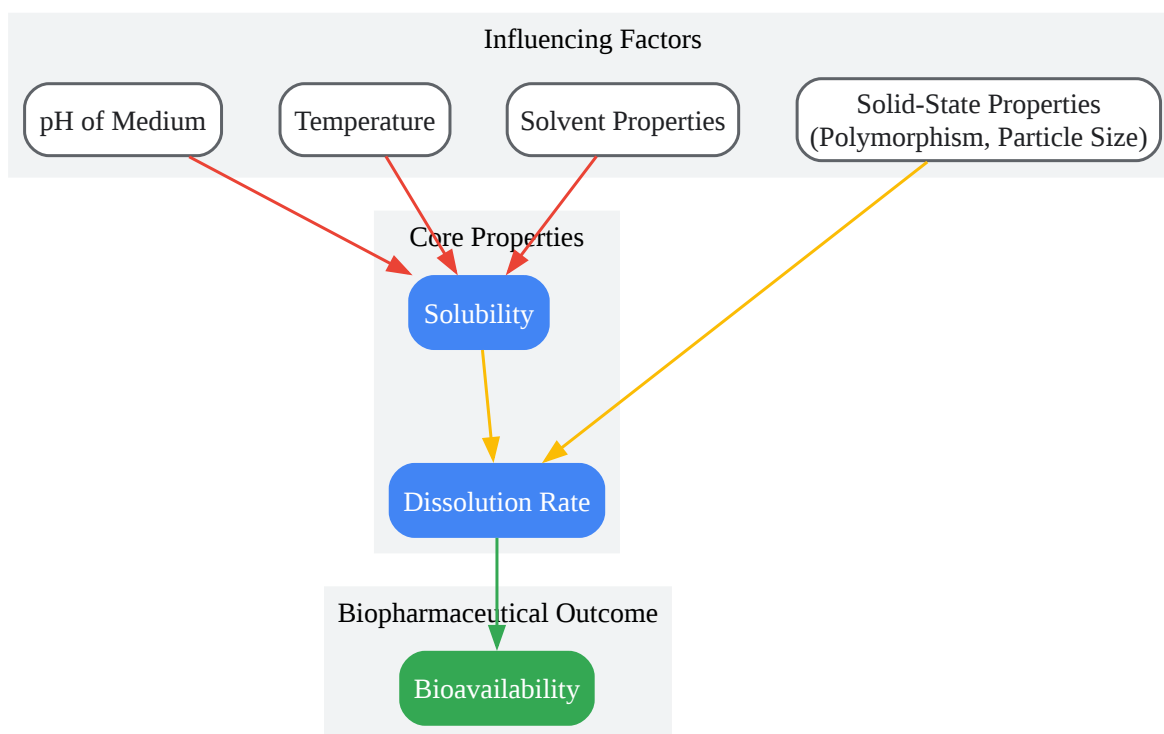 Influencing Factors
pH of Medium
Temperature
Solvent Properties
Solid-State Properties
(Polymorphism, Particle Size)
Core Properties
Solubility
Dissolution Rate
Biopharmaceutical Outcome
Bioavailability